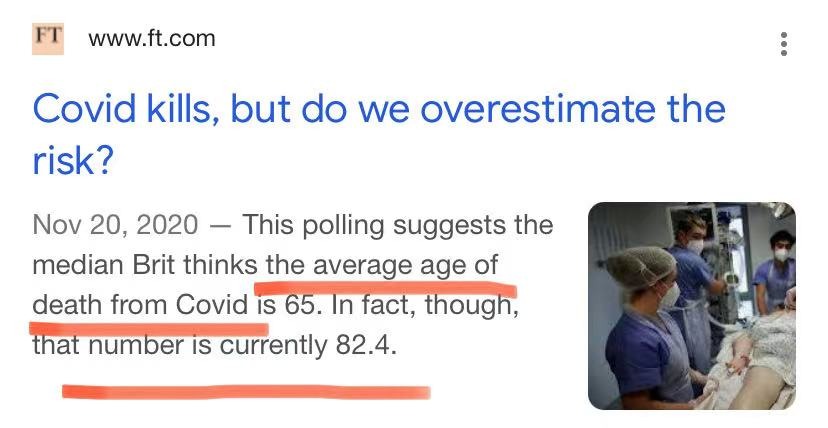 FT
www.ft.com
Covid kills, but do we overestimate the
risk?
Nov 20, 2020 — This polling suggests the
median Brit thinks the average age of
death from Covid is 65. In fact, though,
that number is currently 82.4.